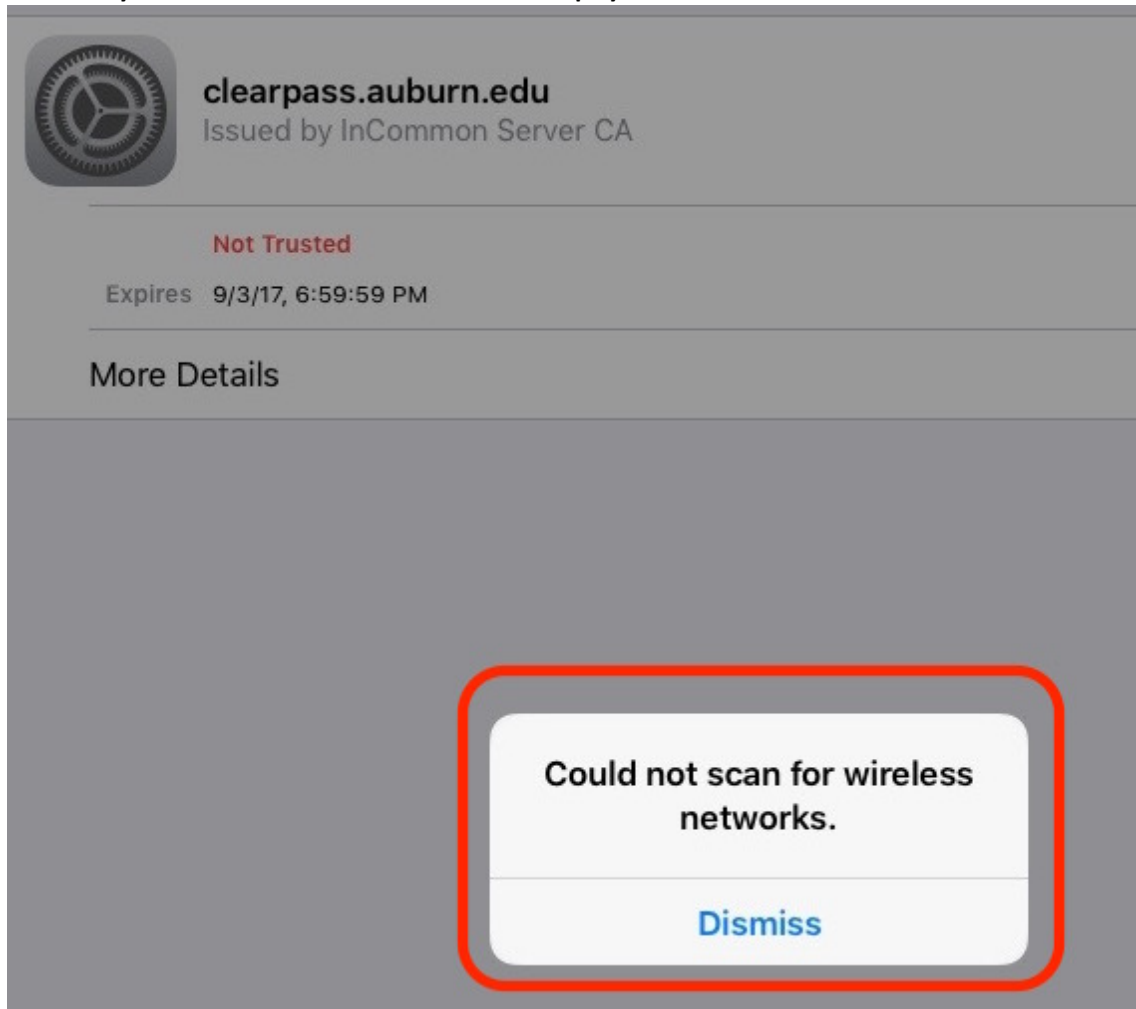 clearpass.auburn.edu
Issued by InCommon Server CA
Not Trusted
Expires 9/3/17, 6:59:59 PM
More Details
Could not scan for wireless
networks.
Dismiss